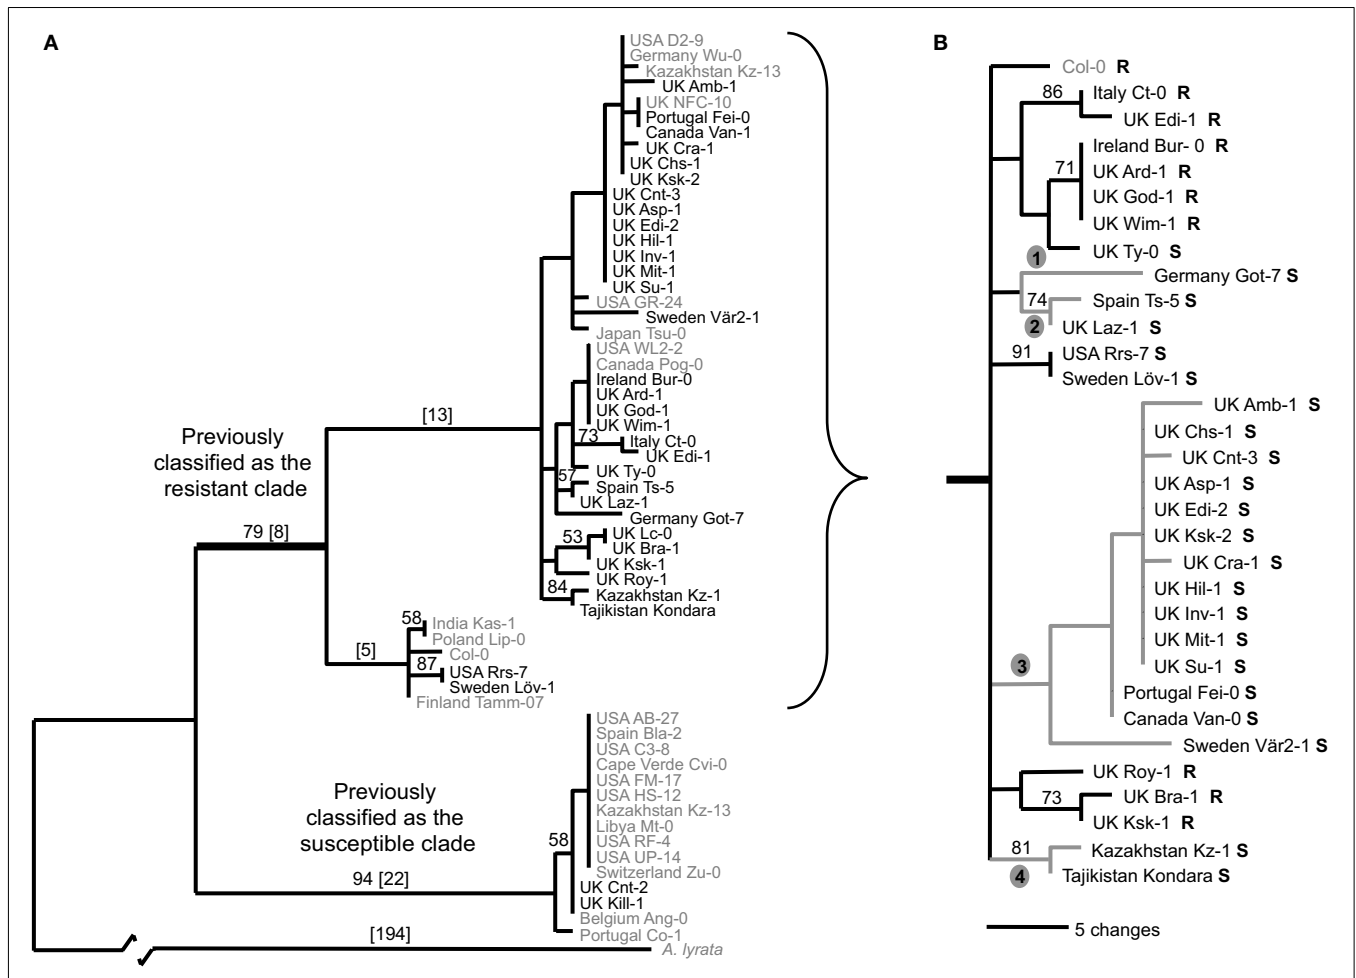 A
USA D2-9
Germany Wu-0
Kazakhstan Kz-13
UK Amb-1
UK NFC-10
Portugal Fei-0
Canada Van-1
UK Cra-1
UK Chs-1
UK Ksk-2
UK Cnt-3
UK Asp-1
UK Edi-2
UK Hil-1
UK Inv-1
UK Mit-1
UK Su-1
USA GR-24
Sweden Vär2-1
Japan Tsu-0
USA WL2-2
Canada Pog-0
Ireland Bur-0
UK Ard-1
UK God-1
UK Wim-1
73
Italy Ct-0
UK Edi-1
UK Ty-0
57
Spain Ts-5
UK Laz-1
Germany Got-7
UK Lc-0
53
UK Bra-1
UK Ksk-1
UK Roy-1
84
Kazakhstan Kz-1
Tajikistan Kondara
[13]
Previously
classified as the
resistant clade
79 [8]
58
India Kas-1
Poland Lip-0
[5]
Col-0
87
USA Rrs-7
Sweden Löv-1
Finland Tamm-07
USA AB-27
Spain Bla-2
USA C3-8
Cape Verde Cvi-0
USA FM-17
USA HS-12
Kazakhstan Kz-13
Libya Mt-0
USA RF-4
USA UP-14
Switzerland Zu-0
UK Cnt-2
UK Kill-1
Belgium Ang-0
Portugal Co-1
58
Previously
classified as the
susceptible clade
94 [22]
[194]
A. lyrata
B
Col-0 R
86
Italy Ct-0 R
UK Edi-1 R
Ireland Bur- 0 R
71
UK Ard-1 R
UK God-1 R
UK Wim-1 R
UK Ty-0 S
1
Germany Got-7 S
74
Spain Ts-5 S
2
UK Laz-1 S
91
USA Rrs-7 S
Sweden Löv-1 S
UK Amb-1 S
UK Chs-1 S
UK Cnt-3 S
UK Asp-1 S
UK Edi-2 S
UK Ksk-2 S
UK Cra-1 S
UK Hil-1 S
UK Inv-1 S
UK Mit-1 S
3
UK Su-1 S
Portugal Fei-0 S
Canada Van-0 S
Sweden Vär2-1 S
UK Roy-1 R
73
UK Bra-1 R
UK Ksk-1 R
81
Kazakhstan Kz-1 S
4
Tajikistan Kondara S
5 changes